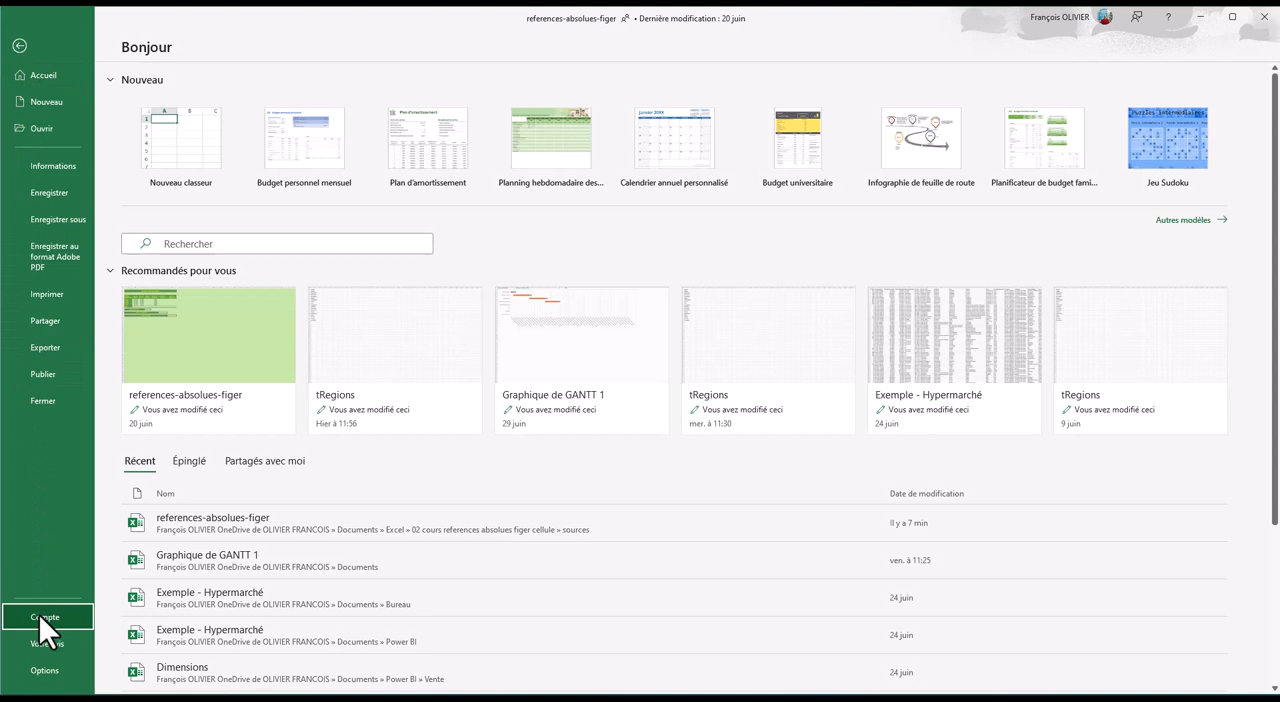 references-absolues-figer • Dernière modification : 20 juin
François OLIVIER
?
Bonjour
Accueil
Nouveau
Ouvrir
Informations
Enregistrer
Enregistrer sous
Enregistrer au
format Adobe
PDF
Imprimer
Partager
Exporter
Publier
Fermer
Compte
Options
Nouveau
Nouveau classeur
Budget personnel mensuel
Plan d'amortissement
Planning hebdomadaire des...
Calendrier annuel personnalisé
Budget universitaire
Infographie de feuille de route
Planificateur de budget fami...
Jeu Sudoku
Autres modèles
Rechercher
Recommandés pour vous
references-absolues-figer
Vous avez modifié ceci
20 juin
tRegions
Vous avez modifié ceci
Hier à 11:56
Graphique de GANTT 1
Vous avez modifié ceci
29 juin
tRegions
Vous avez modifié ceci
mer. à 11:30
Exemple - Hypermarché
Vous avez modifié ceci
24 juin
tRegions
Vous avez modifié ceci
9 juin
Récent Épinglé Partagés avec moi
Nom Date de modification
references-absolues-figer
François OLIVIER OneDrive de OLIVIER FRANCOIS » Documents » Excel » 02 cours references absolues figer cellule » sources
Il y a 7 min
Graphique de GANTT 1
François OLIVIER OneDrive de OLIVIER FRANCOIS » Documents
ven. à 11:25
Exemple - Hypermarché
François OLIVIER OneDrive de OLIVIER FRANCOIS » Documents » Bureau
24 juin
Exemple - Hypermarché
François OLIVIER OneDrive de OLIVIER FRANCOIS » Documents » Power BI
24 juin
Dimensions
François OLIVIER OneDrive de OLIVIER FRANCOIS » Documents » Power BI » Vente
24 juin